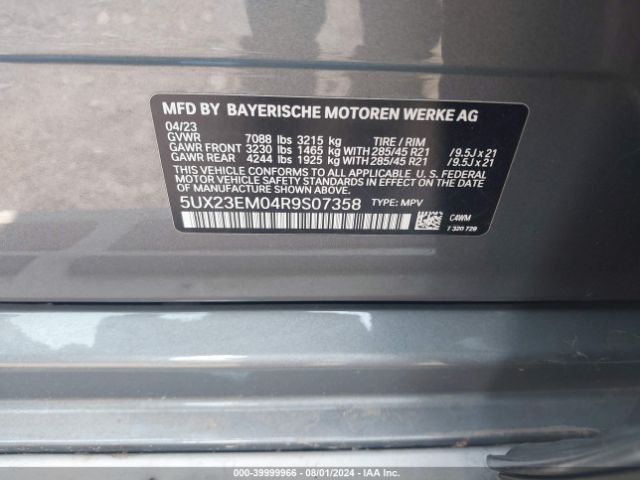 MFD BY BAYERISCHE MOTOREN WERKE AG
04/23
GVWR 7088 lbs 3215 kg TIRE / RIM
GAWR FRONT 3230 lbs 1465 kg WITH 285/45 R21 /9.5J x 21
GAWR REAR 4244 lbs 1925 kg WITH 285/45 R21 /9.5J x 21
THIS VEHICLE CONFORMS TO ALL APPLICABLE U. S. FEDERAL
MOTOR VEHICLE SAFETY STANDARDS IN EFFECT ON THE
DATE OF MANUFACTURE SHOWN ABOVE.
5UX23EM04R9S07358 TYPE: MPV
C4WM
7 320 729
000-39999966 - 08/01/2024 - IAA Inc.